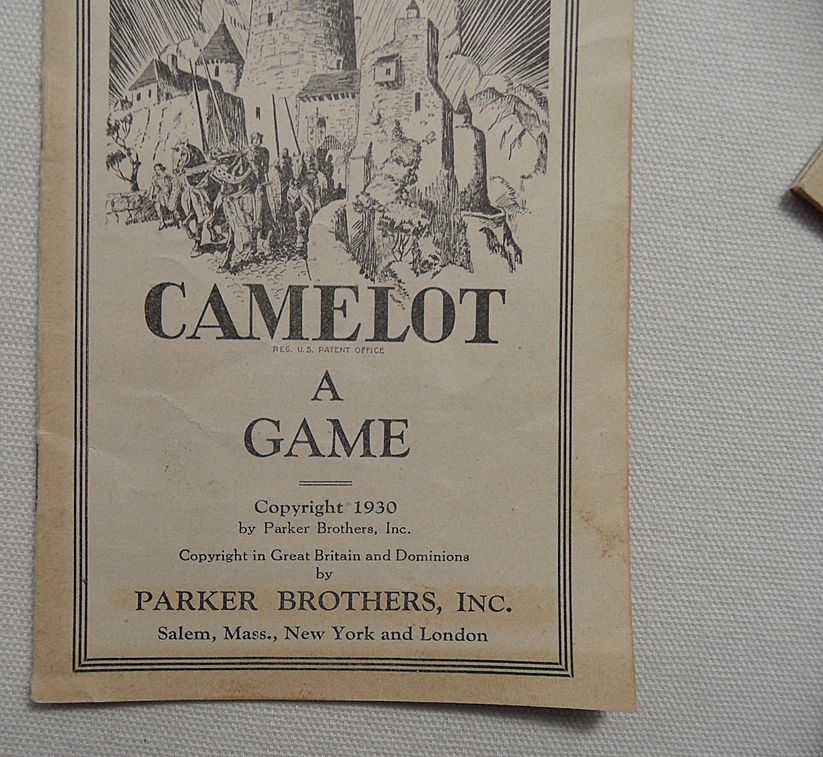 CAMELOT
REG. U. S. PATENT OFFICE
A
GAME
Copyright 1930
by Parker Brothers, Inc.
Copyright in Great Britain and Dominions
by
PARKER BROTHERS, INC.
Salem, Mass., New York and London